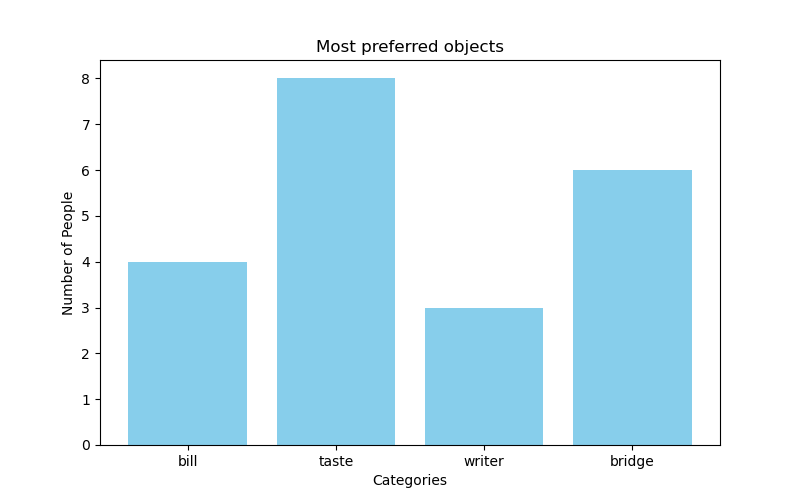 Most preferred objects
Number of People
8
7
6
5
4
3
2
1
0
bill taste writer bridge
Categories